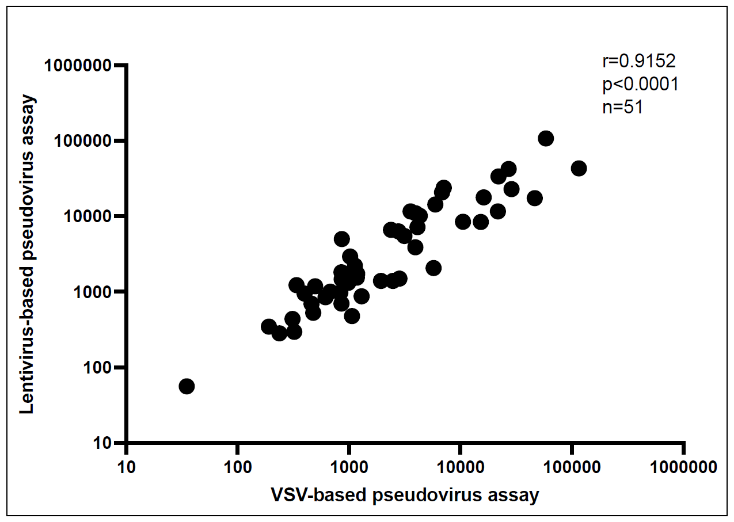 r=0.9152
p<0.0001
n=51
Lentivirus-based pseudovirus assay
1000000
100000
10000
1000
100
10
10 100 1000 10000 100000 1000000
VSV-based pseudovirus assay